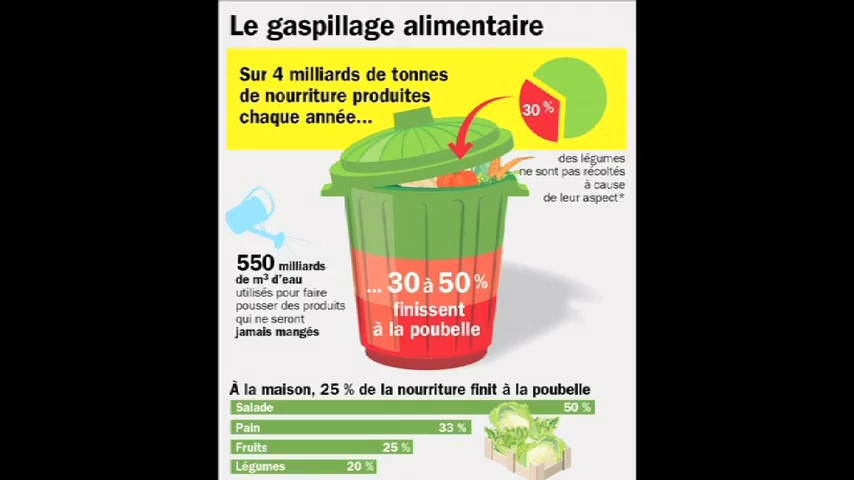 Le gaspillage alimentaire
Sur 4 milliards de tonnes
de nourriture produites
chaque année...
30 %
des légumes
ne sont pas récoltés
à cause
de leur aspect*
550 milliards
de m³ d'eau
utilisés pour faire
pousser des produits
qui ne seront
jamais mangés
... 30 à 50 %
finissent
à la poubelle
À la maison, 25 % de la nourriture finit à la poubelle
Salade 50 %
Pain 33 %
Fruits 25 %
Légumes 20 %